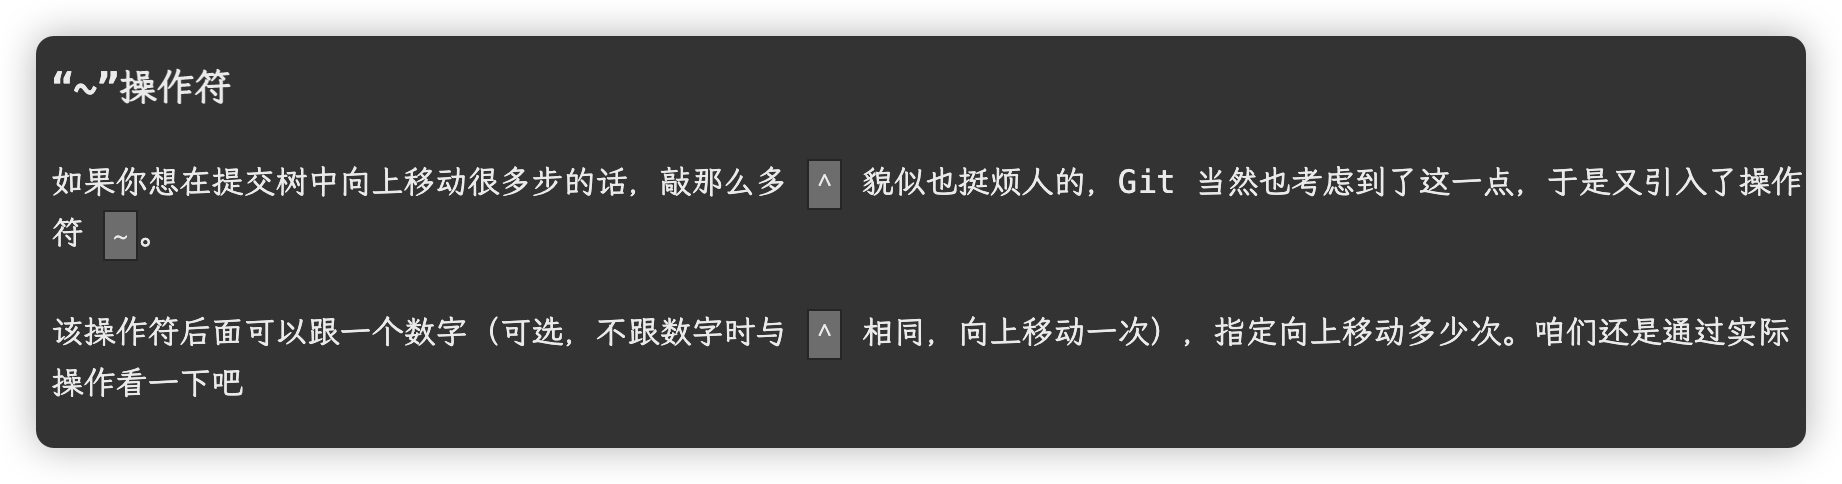 “~”操作符
如果你想在提交树中向上移动很多步的话，敲那么多 ^ 貌似也挺烦人的，Git 当然也考虑到了这一点，于是又引入了操作
符 ~。
该操作符后面可以跟一个数字（可选，不跟数字时与 ^ 相同，向上移动一次），指定向上移动多少次。咱们还是通过实际
操作看一下吧